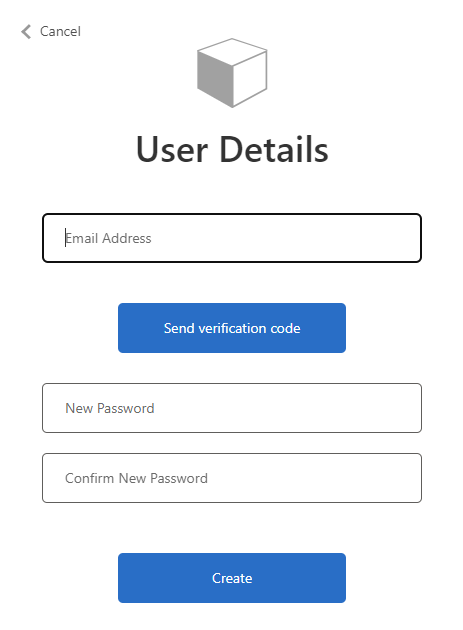 Cancel
User Details
Email Address
Send verification code
New Password
Confirm New Password
Create